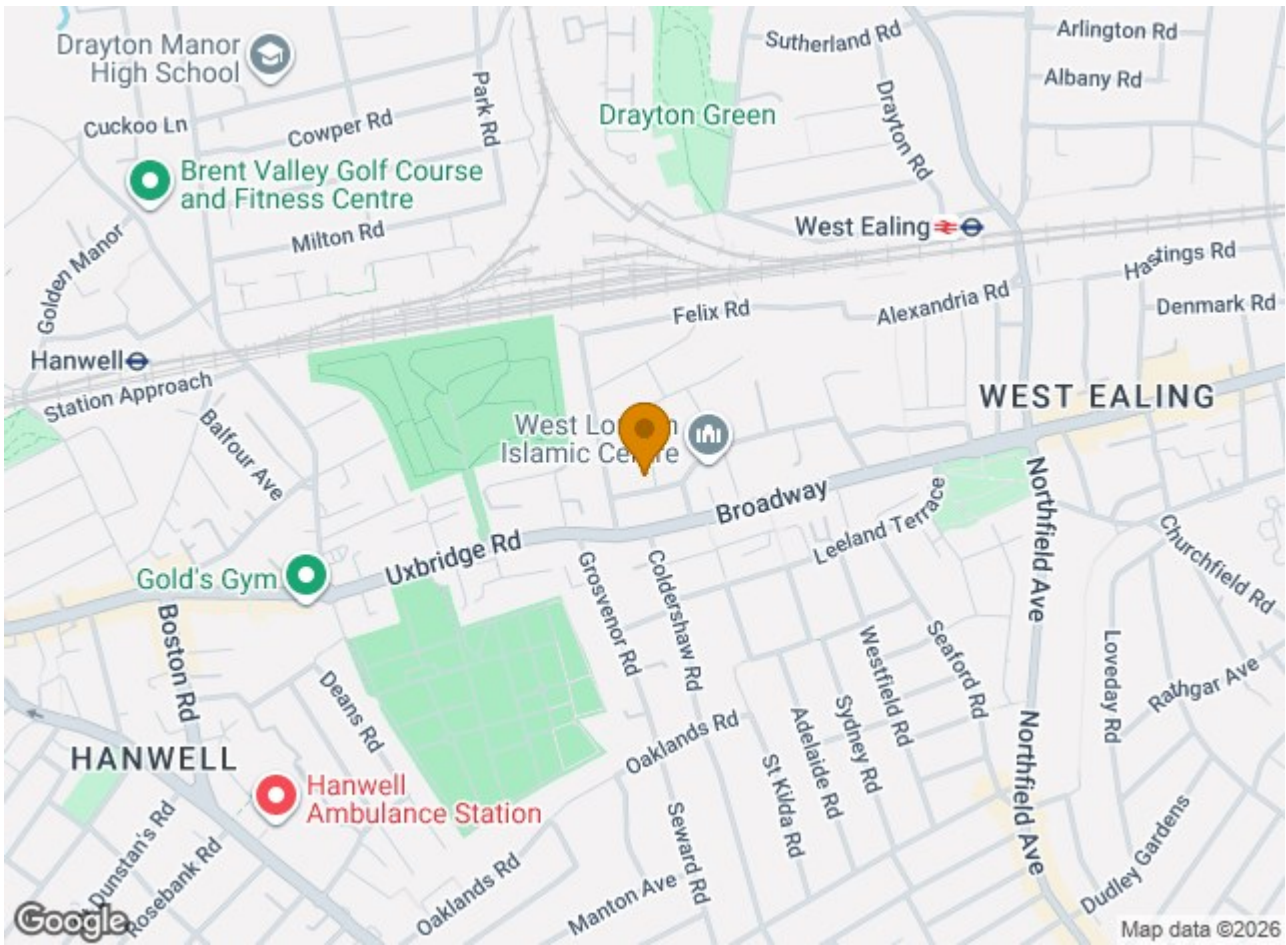 Drayton Manor
High School
Cuckoo Ln
Cowper Rd
Park Rd
Brent Valley Golf Course
and Fitness Centre
Milton Rd
Golden Manor
Hanwell
Station Approach
Balfour Ave
Drayton Green
Sutherland Rd
Drayton Rd
Arlington Rd
Albany Rd
West Ealing
Hastings Rd
Denmark Rd
Felix Rd
Alexandria Rd
WEST EALING
West Lo n
Islamic Ce re
Broadway
Uxbridge Rd
Leeland Terrace
Northfield Ave
Churchfield Rd
Gold's Gym
Boston Rd
Grosvenor Rd
Coldershaw Rd
Westfield Rd
Seaford Rd
Loveday Rd
Rathgar Ave
Deans Rd
HANWELL
Hanwell
Ambulance Station
Oaklands Rd
Adelaide Rd
Sydney Rd
St Kilda Rd
Northfield Ave
Dunstan's Rd
Rosebank Rd
Oaklands Rd
Manton Ave
Seward Rd
Dudley Gardens
Google
Map data ©2026